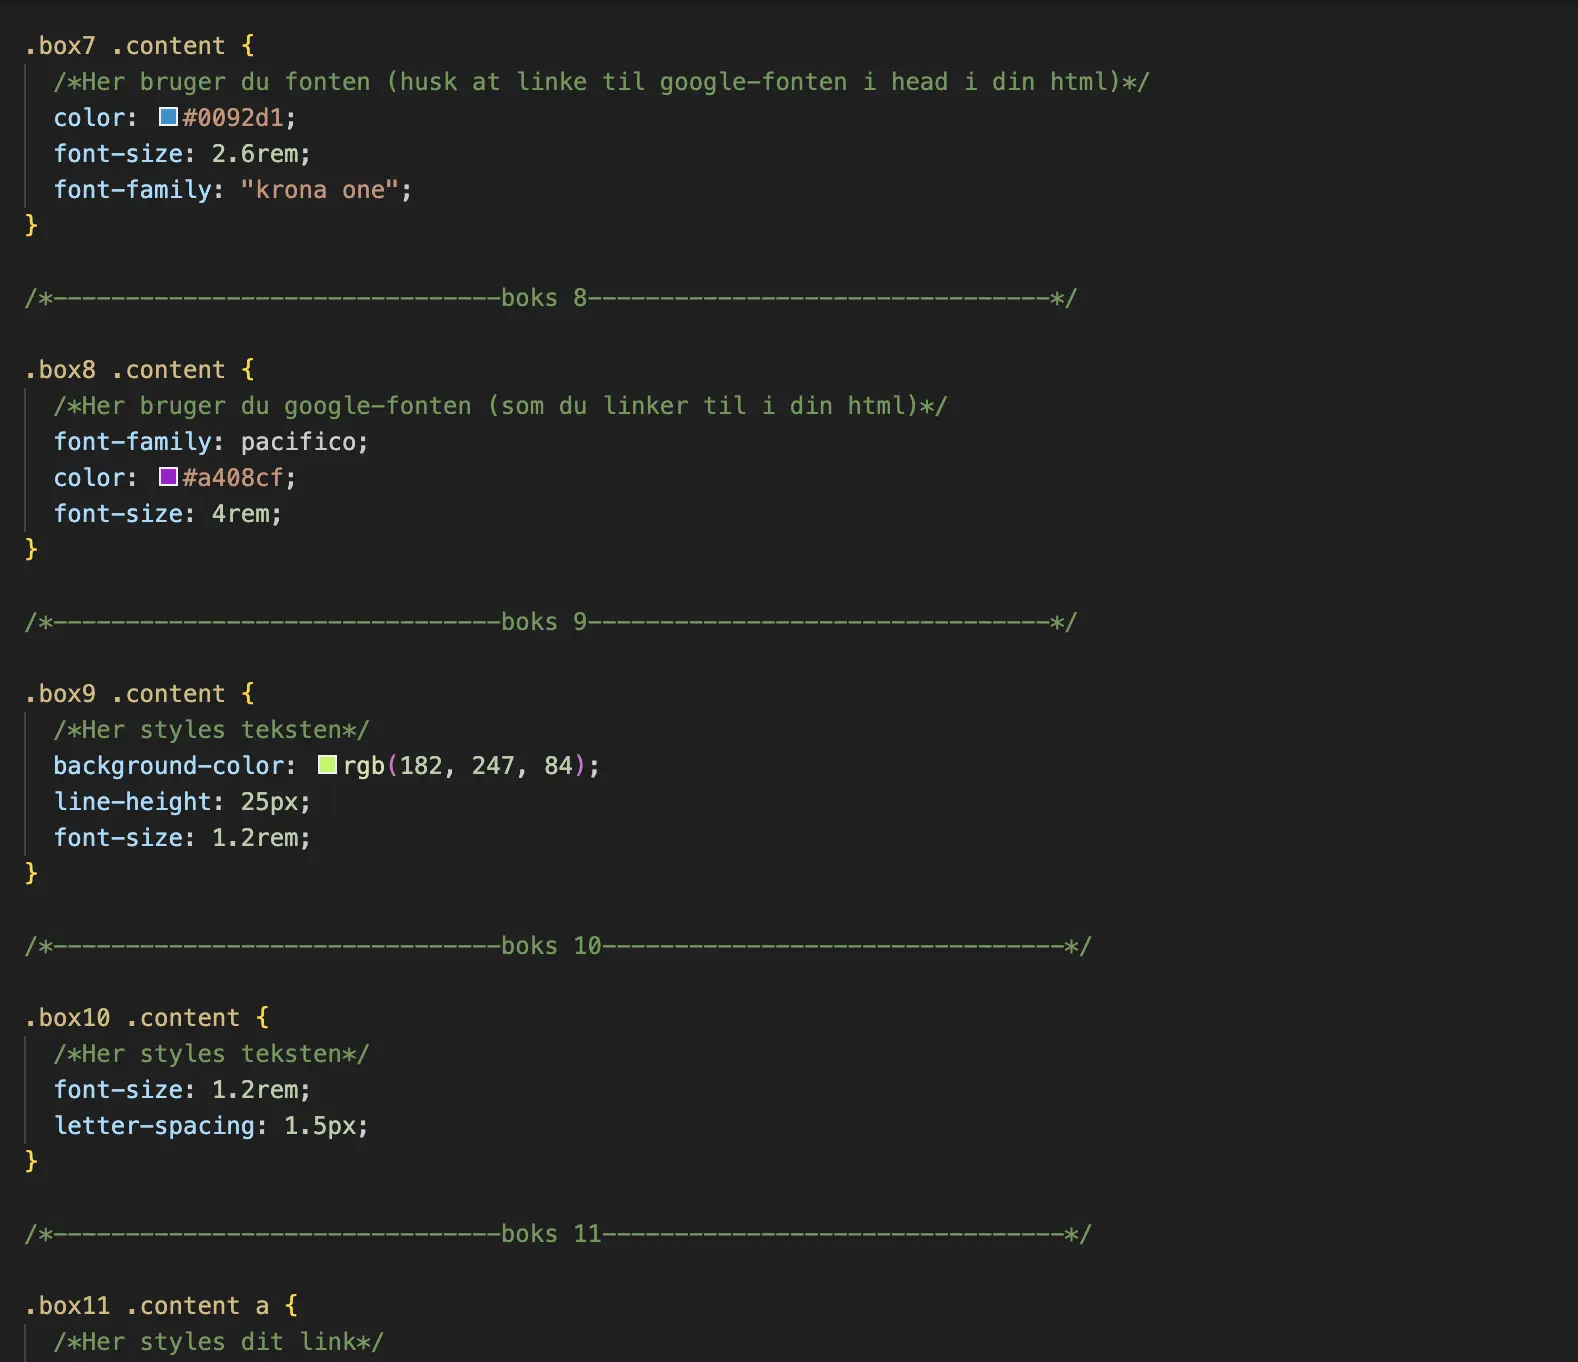 .box7 .content {
/*Her bruger du fonten (husk at linke til google-fonten i head i din html)*/
color: #0092d1;
font-size: 2.6rem;
font-family: "krona one";
}
/*-------------------------------boks 8--------------------------------*/
.box8 .content {
/*Her bruger du google-fonten (som du linker til i din html)*/
font-family: pacifico;
color: #a408cf;
font-size: 4rem;
}
/*-------------------------------boks 9--------------------------------*/
.box9 .content {
/*Her styles teksten*/
background-color: rgb(182, 247, 84);
line-height: 25px;
font-size: 1.2rem;
}
/*-------------------------------boks 10--------------------------------*/
.box10 .content {
/*Her styles teksten*/
font-size: 1.2rem;
letter-spacing: 1.5px;
}
/*-------------------------------boks 11--------------------------------*/
.box11 .content a {
/*Her styles dit link*/